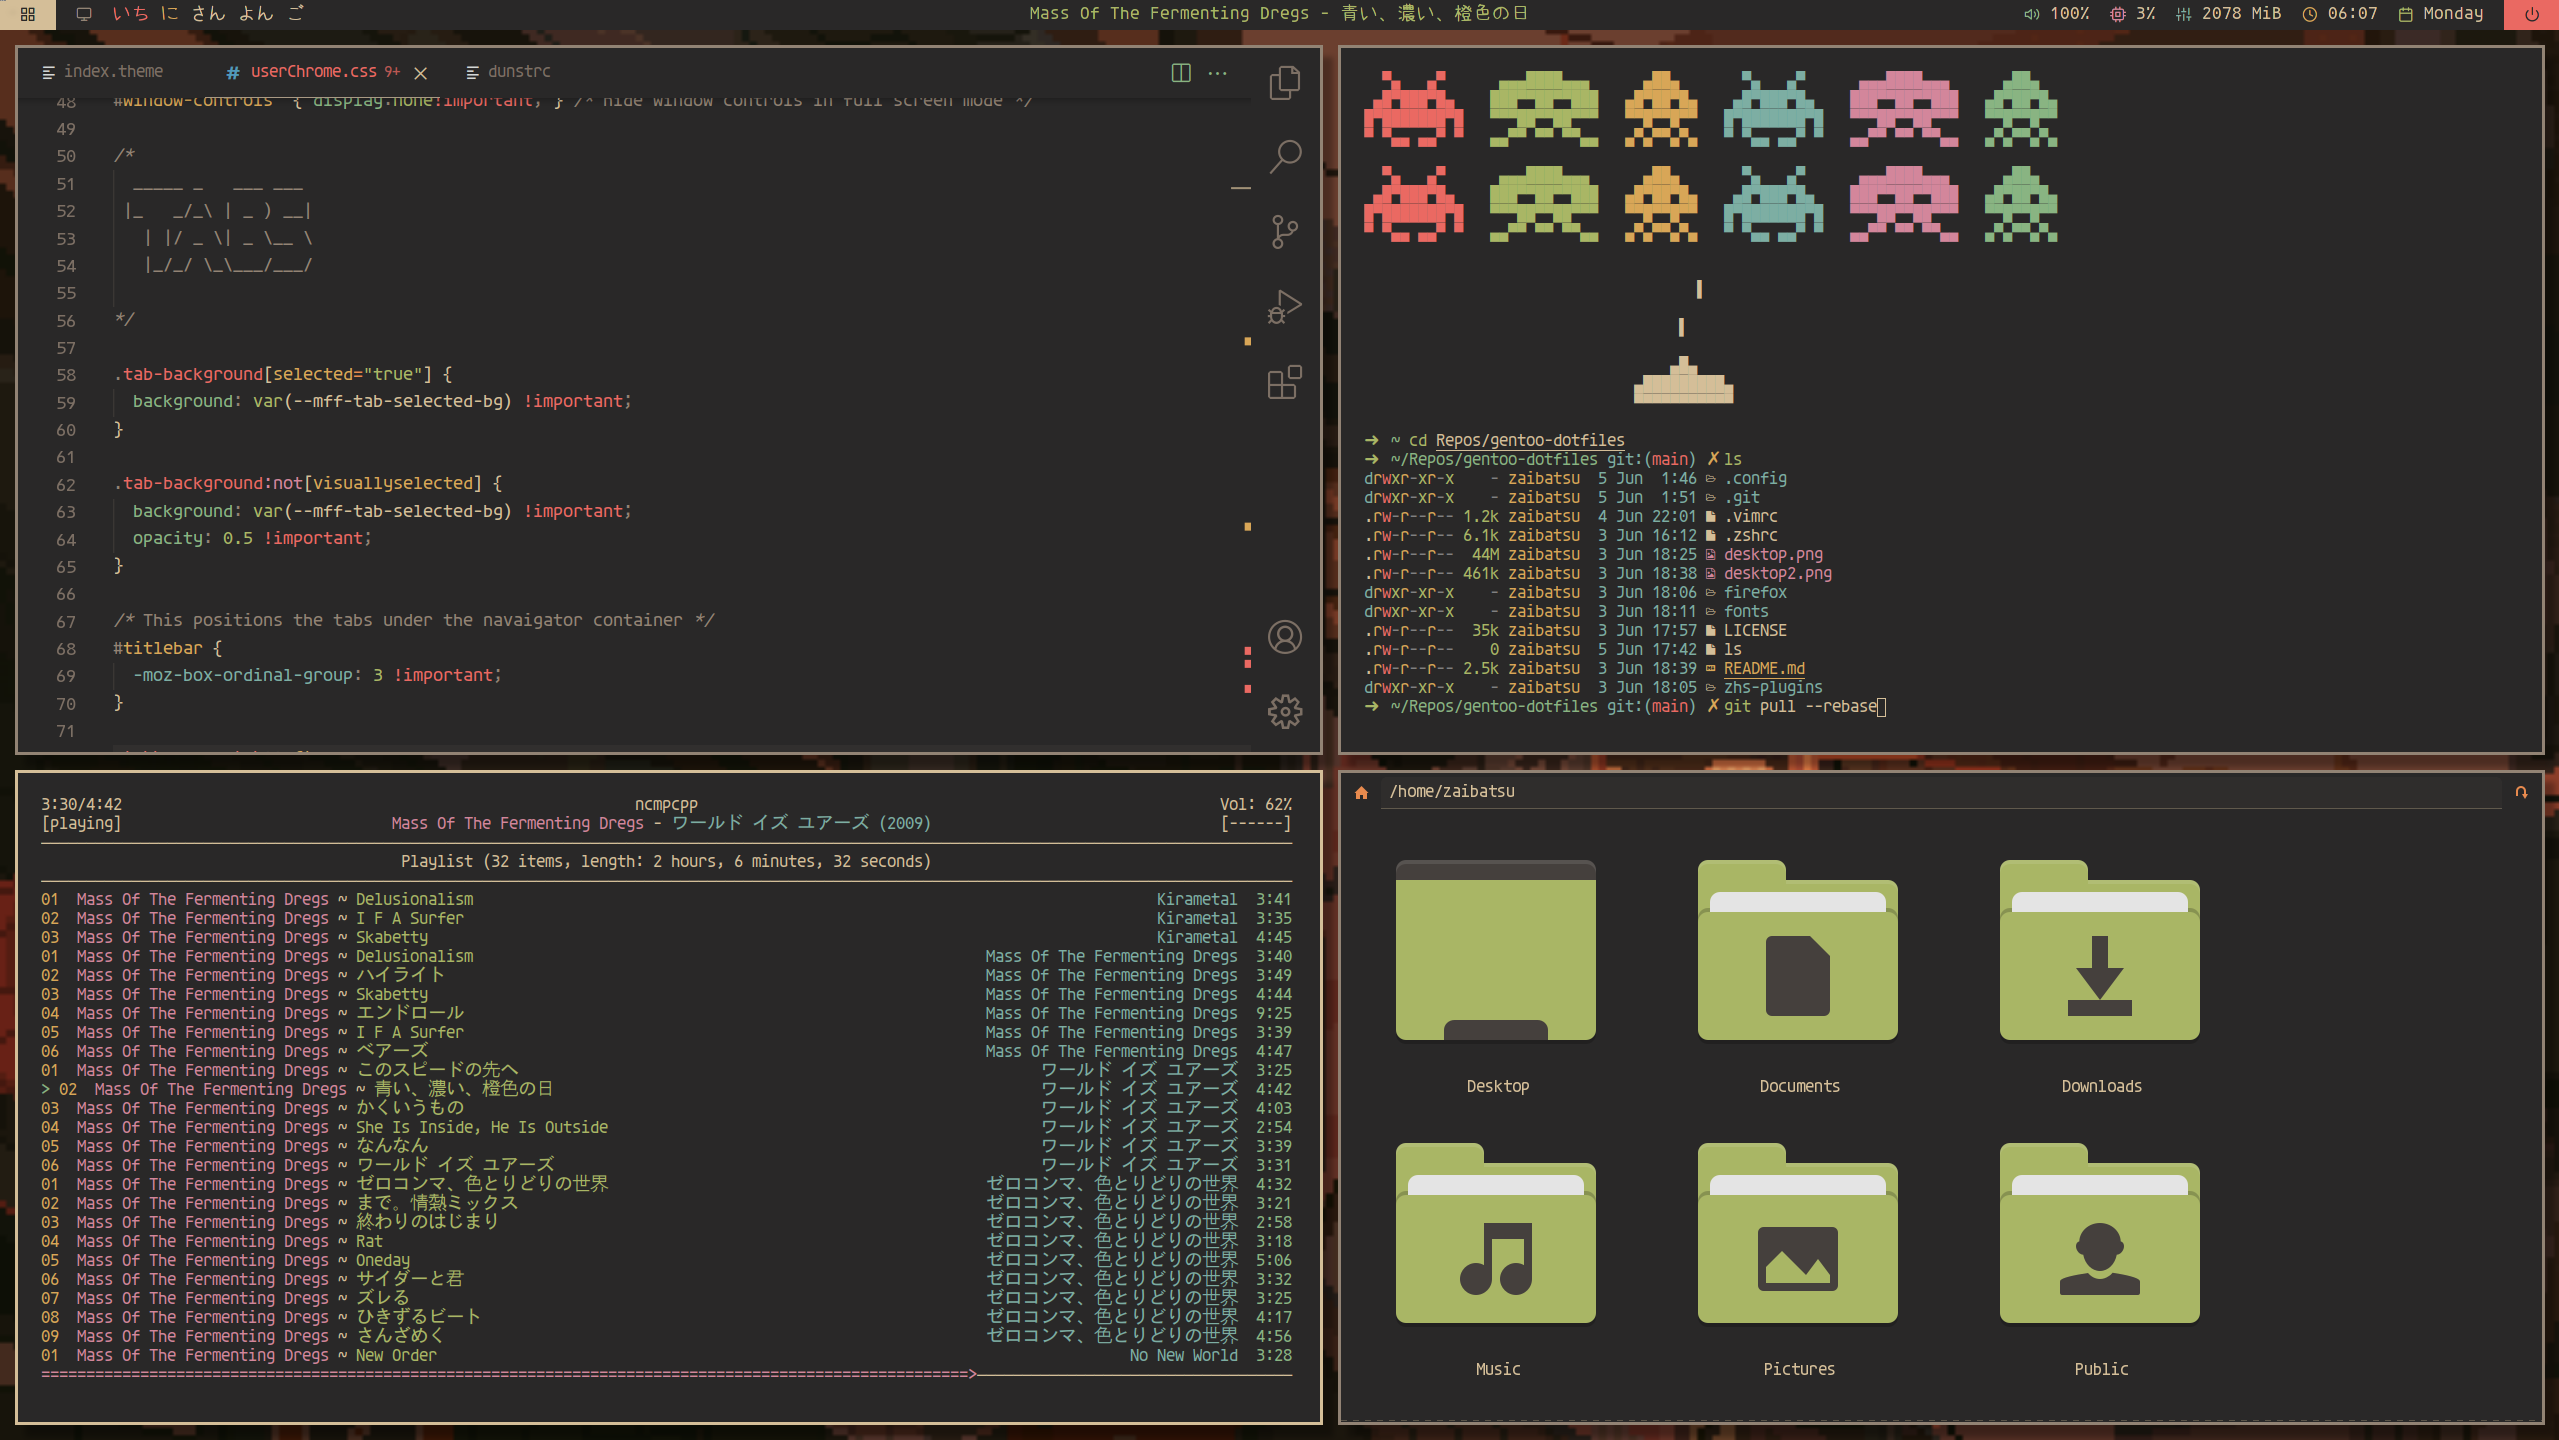 いち に さん よん ご
Mass Of The Fermenting Dregs - 青い、濃い、橙色の日
100% 3% 2078 MiB 06:07 Monday
index.theme
# userChrome.css 9+
dunstrc
48 #window-controls { display:none!important; } /* hide window controls in full screen mode */
49
50 /*
51 _____ _   ___ ___
52 |_   _/_\ | _ ) __|
53 | |/ _ \| _ \__ \
54 |_/_/ \_\___/___/
55
56 */
57
58 .tab-background[selected="true"] {
59 background: var(--mff-tab-selected-bg) !important;
60 }
61
62 .tab-background:not[visuallyselected] {
63 background: var(--mff-tab-selected-bg) !important;
64 opacity: 0.5 !important;
65 }
66
67 /* This positions the tabs under the navaigator container */
68 #titlebar {
69 -moz-box-ordinal-group: 3 !important;
70 }
71
➜ ~ cd Repos/gentoo-dotfiles
➜ ~/Repos/gentoo-dotfiles git:(main) ✗ ls
drwxr-xr-x - zaibatsu 5 Jun 1:46 .config
drwxr-xr-x - zaibatsu 5 Jun 1:51 .git
.rw-r--r-- 1.2k zaibatsu 4 Jun 22:01 .vimrc
.rw-r--r-- 6.1k zaibatsu 3 Jun 16:12 .zshrc
.rw-r--r-- 44M zaibatsu 3 Jun 18:25 desktop.png
.rw-r--r-- 461k zaibatsu 3 Jun 18:38 desktop2.png
drwxr-xr-x - zaibatsu 3 Jun 18:06 firefox
drwxr-xr-x - zaibatsu 3 Jun 18:11 fonts
.rw-r--r-- 35k zaibatsu 3 Jun 17:57 LICENSE
.rw-r--r-- 0 zaibatsu 5 Jun 17:42 ls
.rw-r--r-- 2.5k zaibatsu 3 Jun 18:39 README.md
drwxr-xr-x - zaibatsu 3 Jun 18:05 zhs-plugins
➜ ~/Repos/gentoo-dotfiles git:(main) ✗ git pull --rebase
3:30/4:42 ncmpcpp Vol: 62%
[playing] Mass Of The Fermenting Dregs - ワールド イズ ユアーズ (2009) [------]
Playlist (32 items, length: 2 hours, 6 minutes, 32 seconds)
01 Mass Of The Fermenting Dregs ~ Delusionalism Kirametal 3:41
02 Mass Of The Fermenting Dregs ~ I F A Surfer Kirametal 3:35
03 Mass Of The Fermenting Dregs ~ Skabetty Kirametal 4:45
01 Mass Of The Fermenting Dregs ~ Delusionalism Mass Of The Fermenting Dregs 3:40
02 Mass Of The Fermenting Dregs ~ ハイライト Mass Of The Fermenting Dregs 3:49
03 Mass Of The Fermenting Dregs ~ Skabetty Mass Of The Fermenting Dregs 4:44
04 Mass Of The Fermenting Dregs ~ エンドロール Mass Of The Fermenting Dregs 9:25
05 Mass Of The Fermenting Dregs ~ I F A Surfer Mass Of The Fermenting Dregs 3:39
06 Mass Of The Fermenting Dregs ~ ベアーズ Mass Of The Fermenting Dregs 4:47
01 Mass Of The Fermenting Dregs ~ このスピードの先へ ワールド イズ ユアーズ 3:25
> 02 Mass Of The Fermenting Dregs ~ 青い、濃い、橙色の日 ワールド イズ ユアーズ 4:42
03 Mass Of The Fermenting Dregs ~ かくいうもの ワールド イズ ユアーズ 4:03
04 Mass Of The Fermenting Dregs ~ She Is Inside, He Is Outside ワールド イズ ユアーズ 2:54
05 Mass Of The Fermenting Dregs ~ なんなん ワールド イズ ユアーズ 3:39
06 Mass Of The Fermenting Dregs ~ ワールド イズ ユアーズ ワールド イズ ユアーズ 3:31
01 Mass Of The Fermenting Dregs ~ ゼロコンマ、色とりどりの世界 ゼロコンマ、色とりどりの世界 4:32
02 Mass Of The Fermenting Dregs ~ まで。情熱ミックス ゼロコンマ、色とりどりの世界 3:21
03 Mass Of The Fermenting Dregs ~ 終わりのはじまり ゼロコンマ、色とりどりの世界 2:58
04 Mass Of The Fermenting Dregs ~ Rat ゼロコンマ、色とりどりの世界 3:18
05 Mass Of The Fermenting Dregs ~ Oneday ゼロコンマ、色とりどりの世界 5:06
06 Mass Of The Fermenting Dregs ~ サイダーと君 ゼロコンマ、色とりどりの世界 3:32
07 Mass Of The Fermenting Dregs ~ ズレる ゼロコンマ、色とりどりの世界 3:25
08 Mass Of The Fermenting Dregs ~ ひきずるビート ゼロコンマ、色とりどりの世界 4:17
09 Mass Of The Fermenting Dregs ~ さんざめく ゼロコンマ、色とりどりの世界 4:56
01 Mass Of The Fermenting Dregs ~ New Order No New World 3:28
/home/zaibatsu
Desktop
Documents
Downloads
Music
Pictures
Public